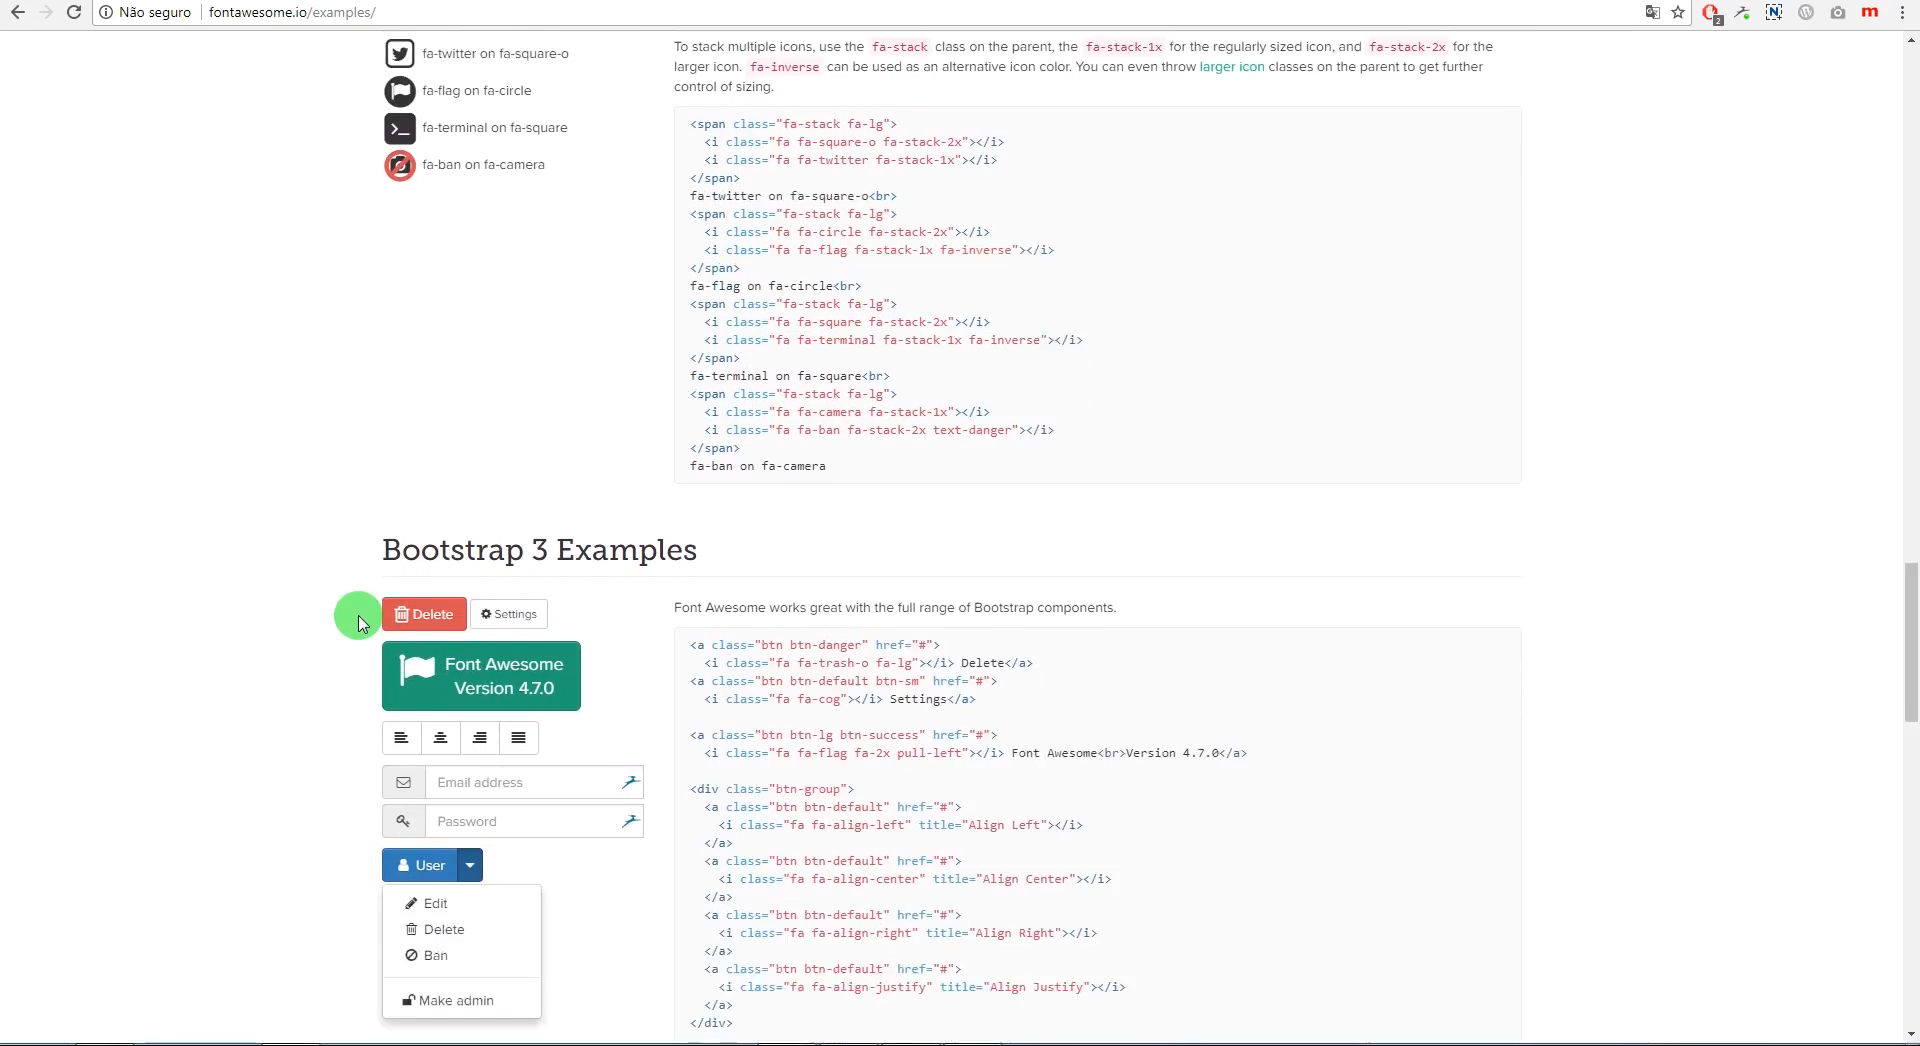 Não seguro
fontawesome.io/examples/
2
N
m
fa-twitter on fa-square-o
fa-flag on fa-circle
fa-terminal on fa-square
fa-ban on fa-camera
To stack multiple icons, use the fa-stack class on the parent, the fa-stack-1x for the regularly sized icon, and fa-stack-2x for the
larger icon. fa-inverse can be used as an alternative icon color. You can even throw larger icon classes on the parent to get further
control of sizing.
<span class="fa-stack fa-lg">
  <i class="fa fa-square-o fa-stack-2x"></i>
  <i class="fa fa-twitter fa-stack-1x"></i>
</span>
fa-twitter on fa-square-o<br>
<span class="fa-stack fa-lg">
  <i class="fa fa-circle fa-stack-2x"></i>
  <i class="fa fa-flag fa-stack-1x fa-inverse"></i>
</span>
fa-flag on fa-circle<br>
<span class="fa-stack fa-lg">
  <i class="fa fa-square fa-stack-2x"></i>
  <i class="fa fa-terminal fa-stack-1x fa-inverse"></i>
</span>
fa-terminal on fa-square<br>
<span class="fa-stack fa-lg">
  <i class="fa fa-camera fa-stack-1x"></i>
  <i class="fa fa-ban fa-stack-2x text-danger"></i>
</span>
fa-ban on fa-camera
Bootstrap 3 Examples
Delete
Settings
Font Awesome
Version 4.7.0
Email address
Password
User
Edit
Delete
Ban
Make admin
Font Awesome works great with the full range of Bootstrap components.
<a class="btn btn-danger" href="#">
  <i class="fa fa-trash-o fa-lg"></i> Delete</a>
<a class="btn btn-default btn-sm" href="#">
  <i class="fa fa-cog"></i> Settings</a>
<a class="btn btn-lg btn-success" href="#">
  <i class="fa fa-flag fa-2x pull-left"></i> Font Awesome<br>Version 4.7.0</a>
<div class="btn-group">
  <a class="btn btn-default" href="#">
    <i class="fa fa-align-left" title="Align Left"></i>
  </a>
  <a class="btn btn-default" href="#">
    <i class="fa fa-align-center" title="Align Center"></i>
  </a>
  <a class="btn btn-default" href="#">
    <i class="fa fa-align-right" title="Align Right"></i>
  </a>
  <a class="btn btn-default" href="#">
    <i class="fa fa-align-justify" title="Align Justify"></i>
  </a>
</div>